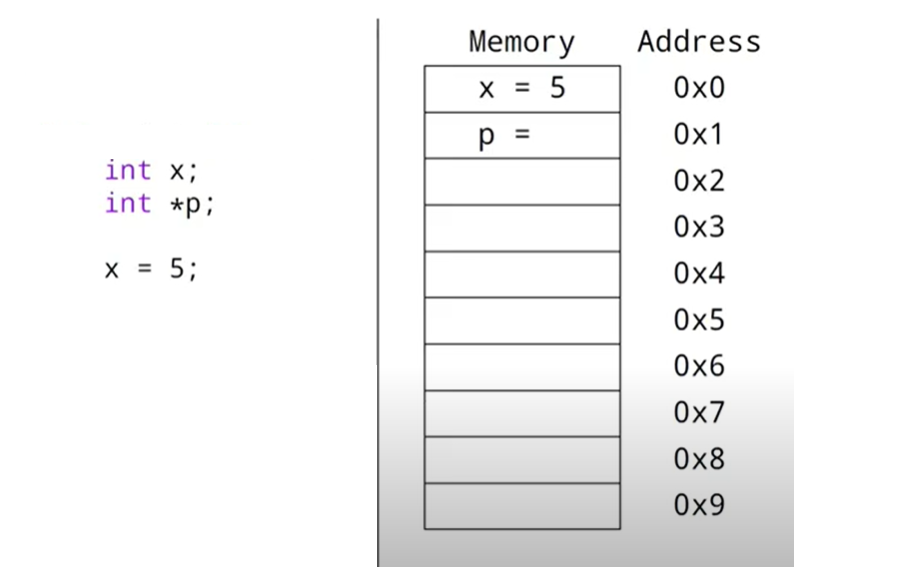 int x;
int *p;
x = 5;
Memory Address
x = 5 0x0
p = 0x1
0x2
0x3
0x4
0x5
0x6
0x7
0x8
0x9